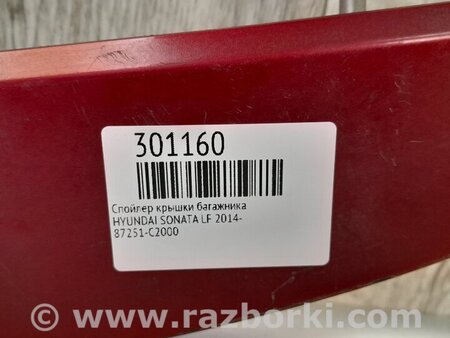 301160
Спойлер крышки багажника
HYUNDAI SONATA LF 2014-
87251-C2000
© www.razborki.com